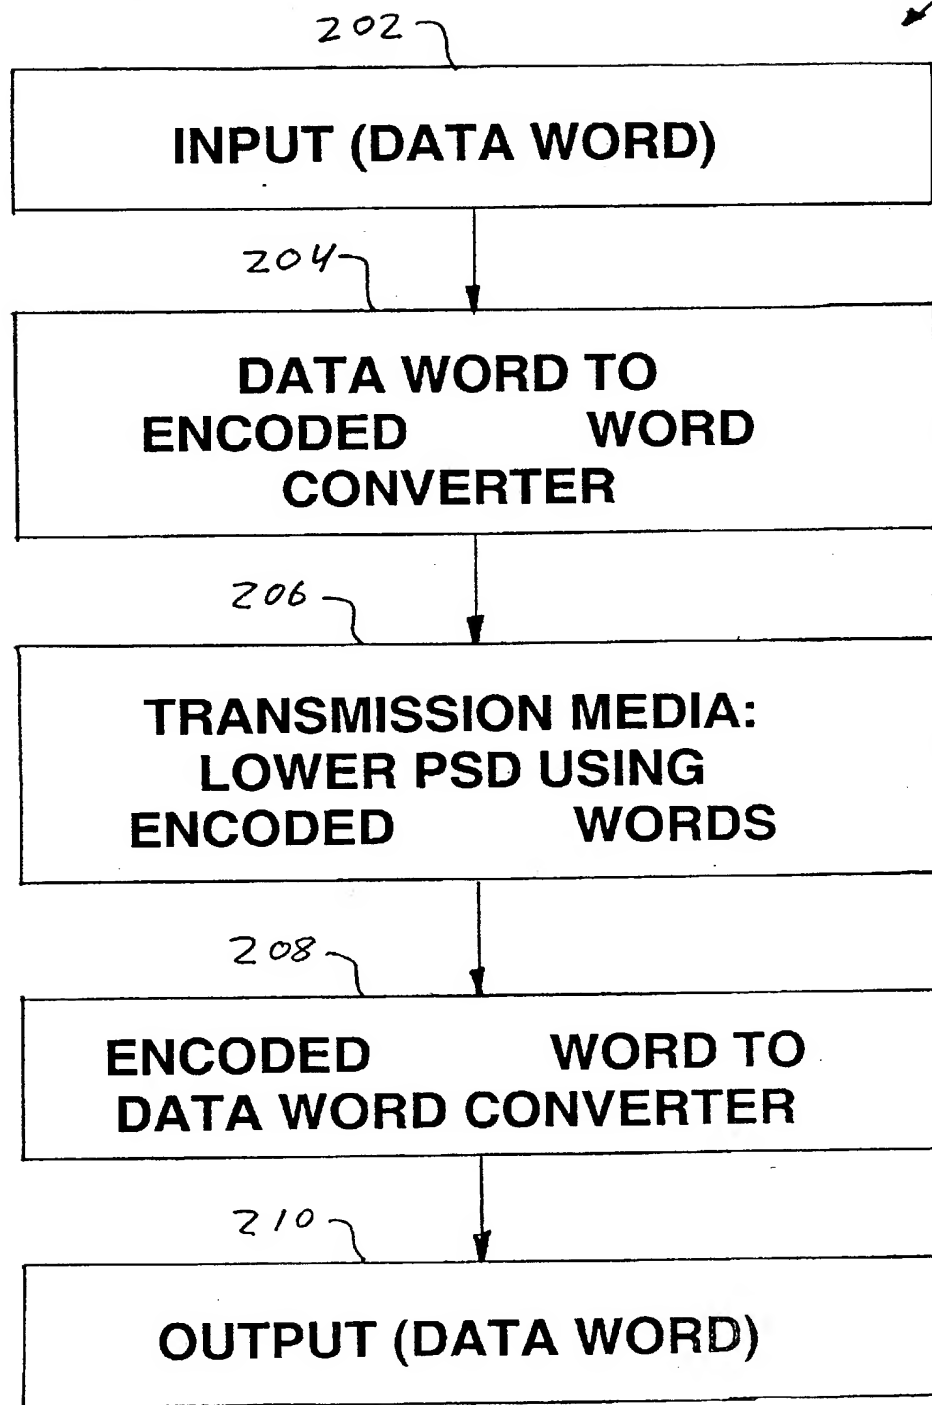 202
INPUT (DATA WORD)
204
DATA WORD TO
ENCODED WORD
CONVERTER
206
TRANSMISSION MEDIA:
LOWER PSD USING
ENCODED WORDS
208
ENCODED WORD TO
DATA WORD CONVERTER
210
OUTPUT (DATA WORD)